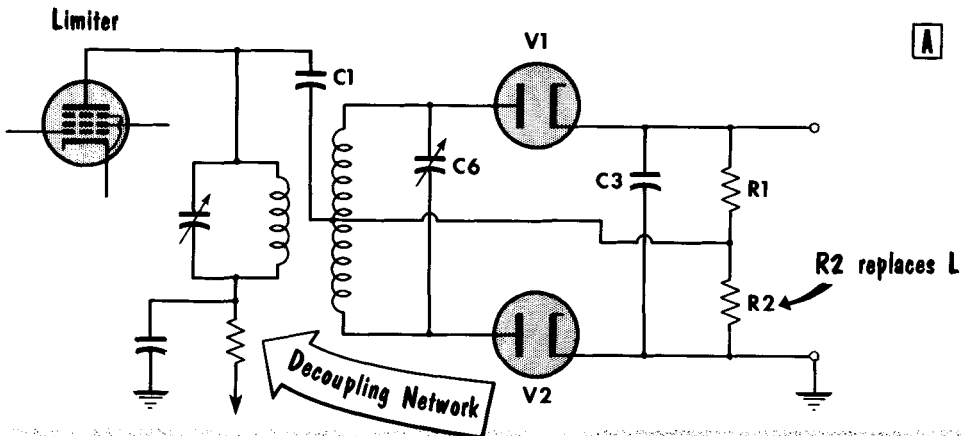 Limiter
V1
A
C1
C6
C3
R1
R2 replaces L
R2
Decoupling Network
V2